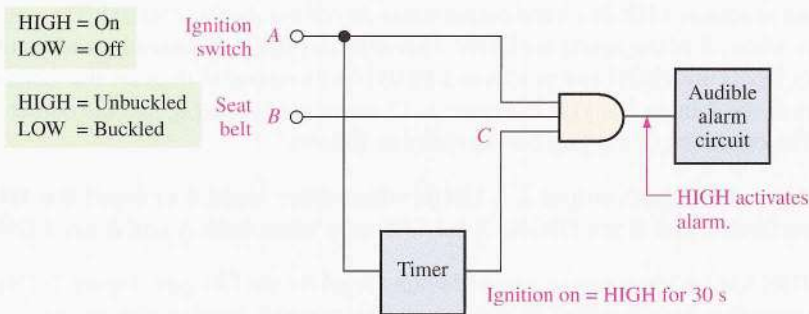 HIGH = On
LOW = Off
HIGH = Unbuckled
LOW = Buckled
Ignition
switch
A
Seat
belt
B
C
Audible
alarm
circuit
HIGH activates
alarm.
Timer
Ignition on = HIGH for 30 s